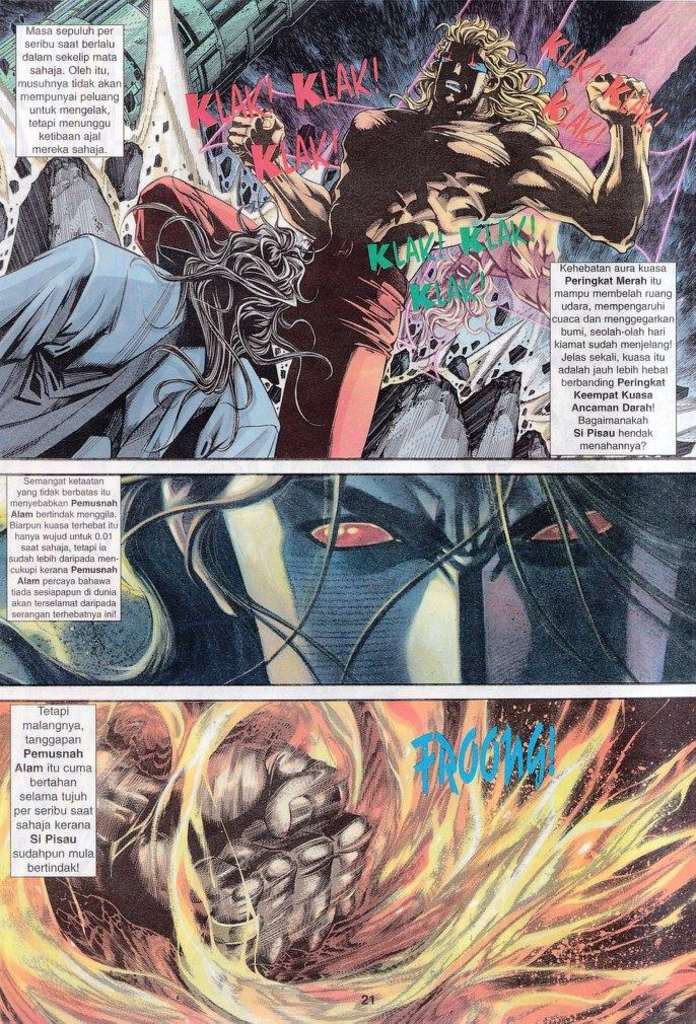 Masa sepuluh per
seribu saat berlalu
dalam sekelip mata
sahaja. Oleh itu,
musuhnya tidak akan
mempunyai peluang
untuk mengelak,
tetapi menunggu
ketibaan ajal
mereka sahaja.
KLAK! KLAK!
KLAK!
KLAK!
KLAK!
KLAK!
KLAK! KLAK!
KLAK!
Kehebatan aura kuasa
Peringkat Merah itu
mampu membelah ruang
udara, mempengaruhi
cuaca dan menggegarkan
bumi, seolah-olah hari
kiamat sudah menjelang!
Jelas sekali, kuasa itu
adalah jauh lebih hebat
berbanding Peringkat
Keempat Kuasa
Ancaman Darah!
Bagaimanakah
Si Pisau hendak
menahannya?
Semangat ketaatan
yang tidak berbatas itu
menyebabkan Pemusnah
Alam bertindak menggila.
Biarpun kuasa terhebat itu
hanya wujud untuk 0.01
saat sahaja, tetapi ia
sudah lebih daripada men-
cukupi kerana Pemusnah
Alam percaya bahawa
tiada sesiapapun di dunia
akan terselamat daripada
serangan terhebatnya ini!
Tetapi
malangnya,
tanggapan
Pemusnah
Alam itu cuma
bertahan
selama tujuh
per seribu saat
sahaja kerana
Si Pisau
sudahpun mula
bertindak!
FROONG!
21